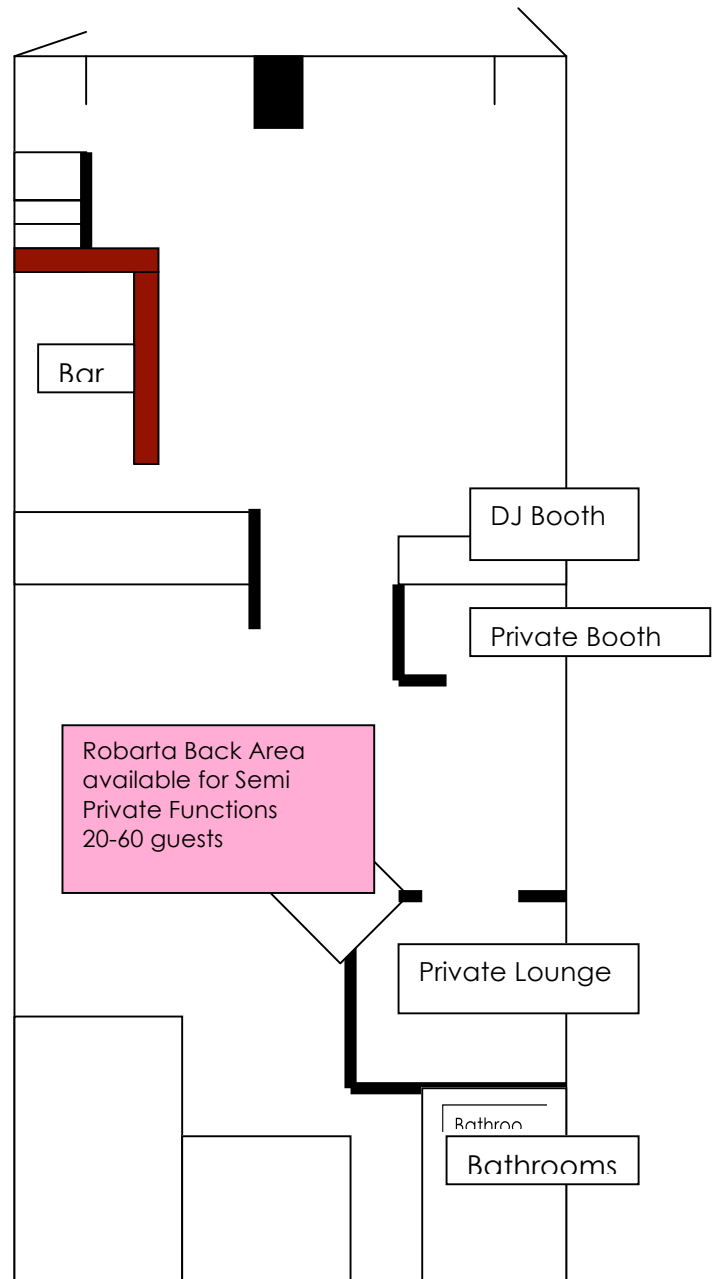 Bar
DJ Booth
Private Booth
Robarta Back Area
available for Semi
Private Functions
20-60 guests
Private Lounge
Bathroo
Bathrooms